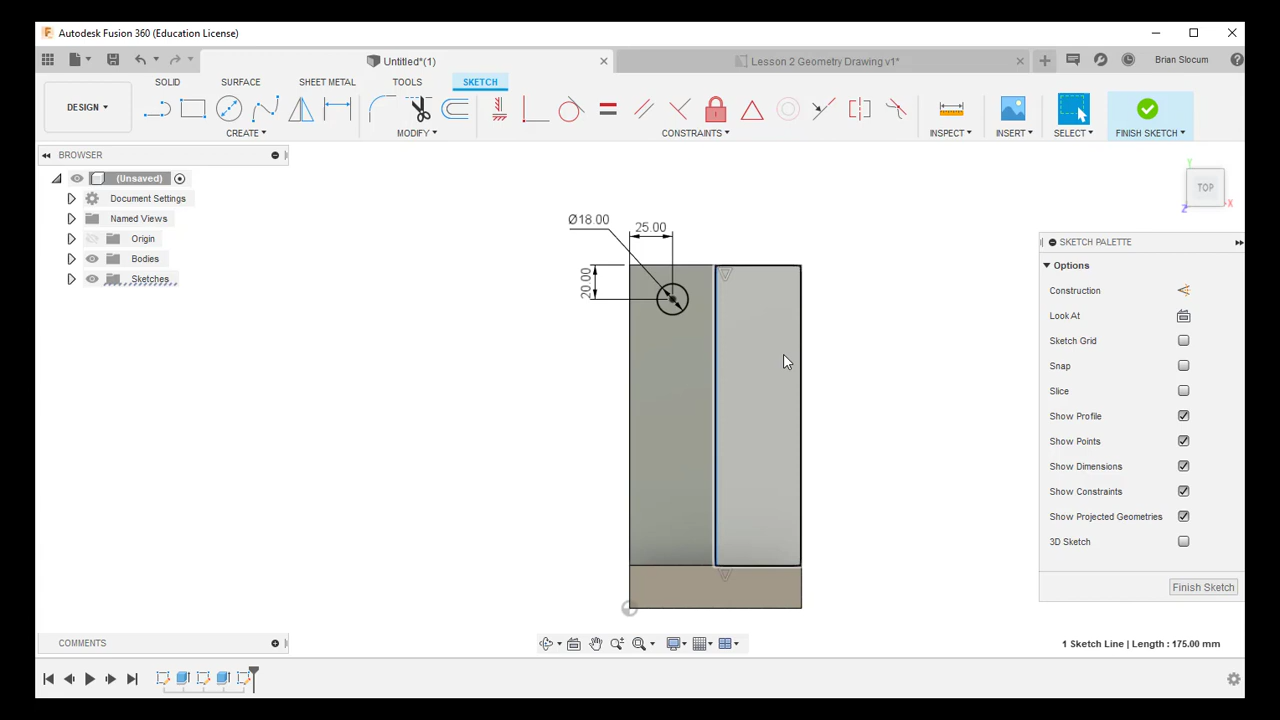 Autodesk Fusion 360 (Education License)
Untitled*(1)
Lesson 2 Geometry Drawing v1*
Brian Slocum
SOLID SURFACE SHEET METAL TOOLS SKETCH
DESIGN
CREATE MODIFY CONSTRAINTS INSPECT INSERT SELECT FINISH SKETCH
BROWSER
(Unsaved)
Document Settings
Named Views
Origin
Bodies
Sketches
Ø18.00
25.00
20.00
Y
TOP
X
Z
SKETCH PALETTE
Options
Construction
Look At
Sketch Grid
Snap
Slice
Show Profile
Show Points
Show Dimensions
Show Constraints
Show Projected Geometries
3D Sketch
Finish Sketch
COMMENTS
1 Sketch Line | Length : 175.00 mm